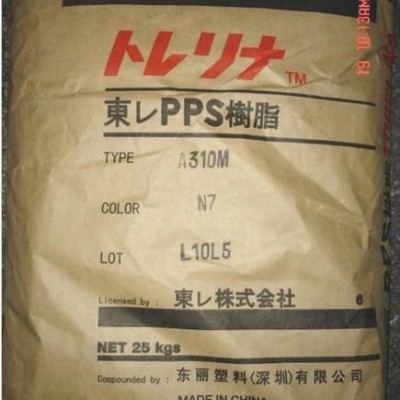 トレリナ TM
東レPPS樹脂
TYPE A310M
COLOR N7
LOT L10L5
Licensed by : 東レ株式会社 6
NET 25 kgs
Compounded by : 东丽塑料(深圳)有限公司
MADE IN CHINA